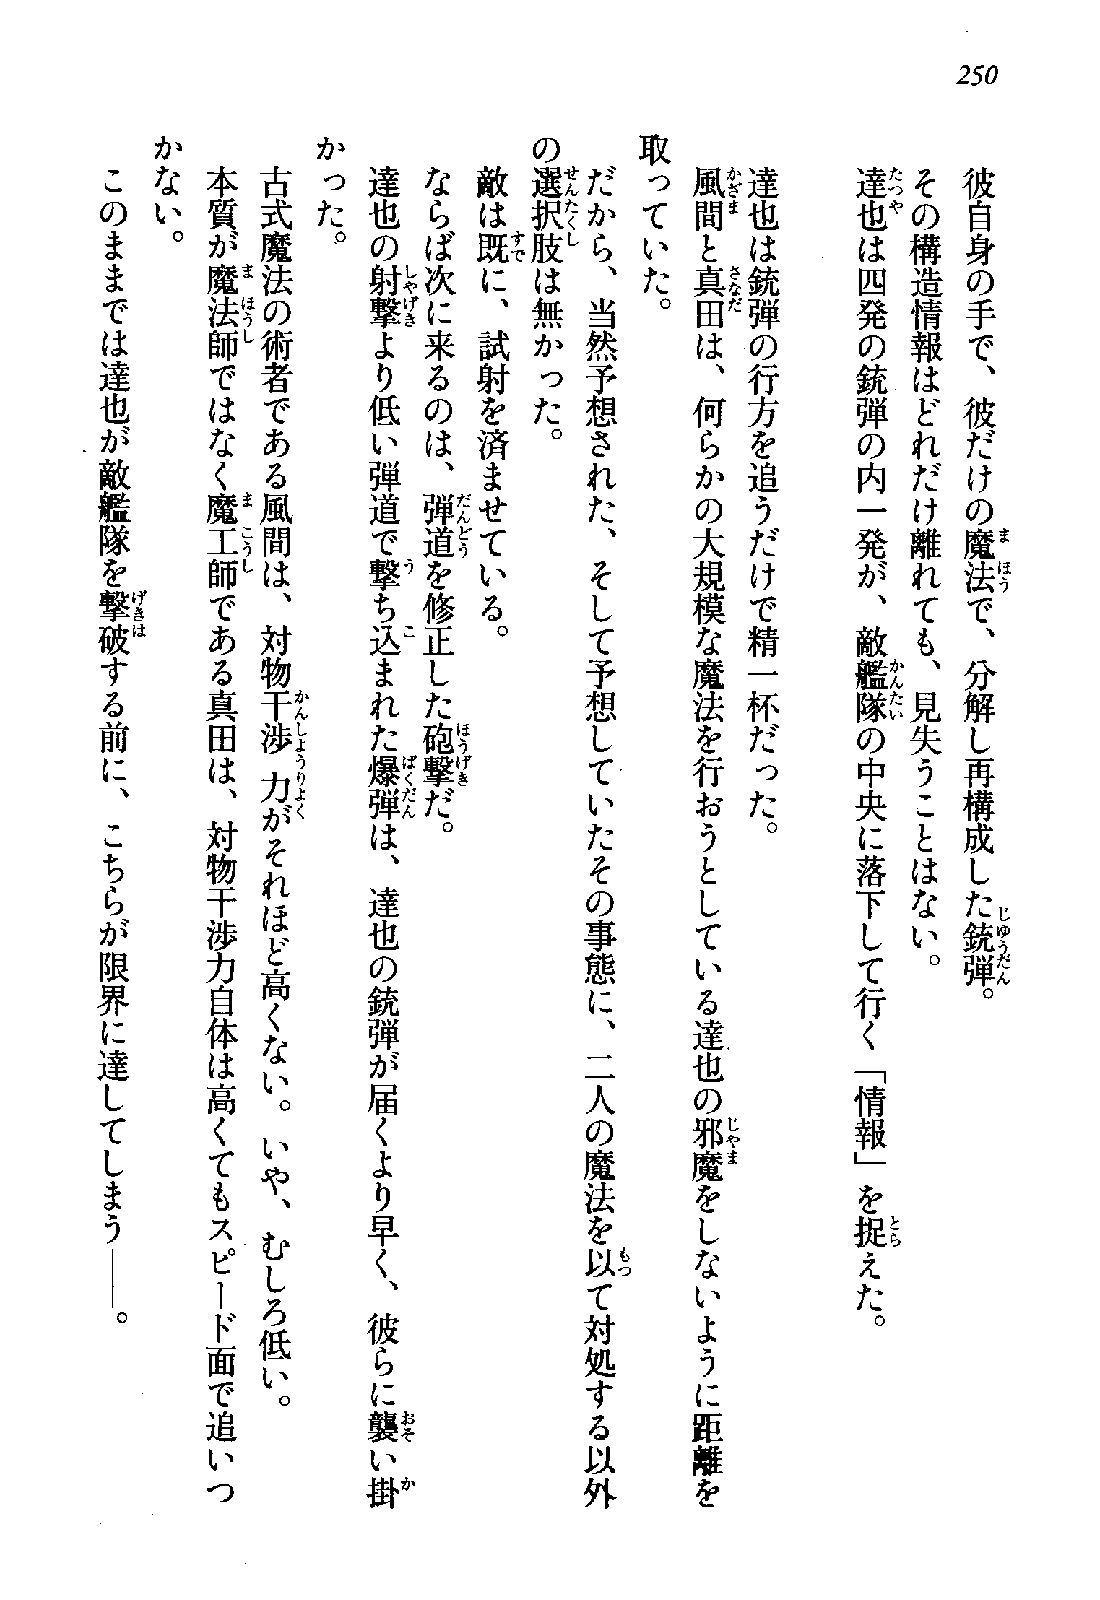 250
彼自身の手で、彼だけの魔法で、分解し再構成した銃弾。
その構造情報はどれだけ離れても、見失うことはない。
達也は四発の銃弾の内一発が、敵艦隊の中央に落下して行く「情報」を捉えた。
達也は銃弾の行方を追うだけで精一杯だった。
風間と真田は、何らかの大規模な魔法を行おうとしている達也の邪魔をしないように距離を
取っていた。
だから、当然予想された、そして予想していたその事態に、二人の魔法を以て対処する以外
の選択肢は無かった。
敵は既に、試射を済ませている。
ならば次に来るのは、弾道を修正した砲撃だ。
達也の射撃より低い弾道で撃ち込まれた爆弾は、達也の銃弾が届くより早く、彼らに襲い掛
かった。
古式魔法の術者である風間は、対物干渉力がそれほど高くない。いや、むしろ低い。
本質が魔法師ではなく魔工師である真田は、対物干渉力自体は高くてもスピード面で追いつ
かない。
このままでは達也が敵艦隊を撃破する前に、こちらが限界に達してしまう――。